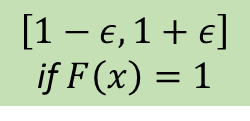 [1 − ϵ, 1 + ϵ]
if F(x) = 1